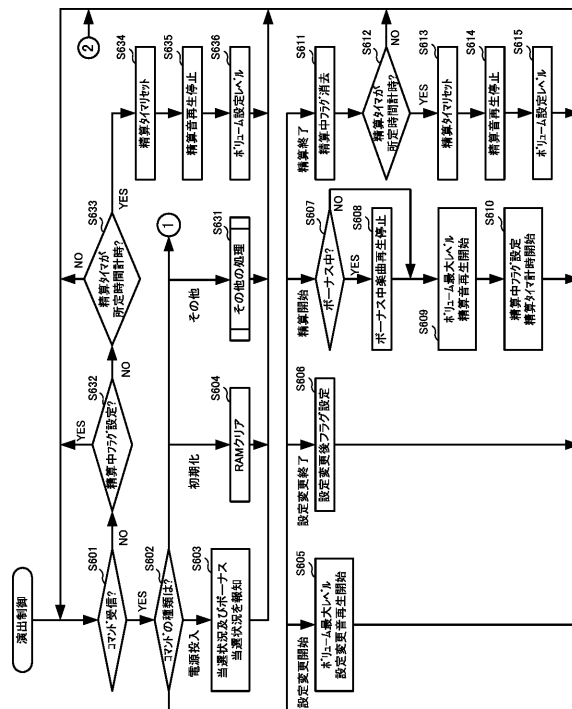 演出制御
S601
コマンド受信?
NO
YES
S632
精算中フラグ設定?
YES
NO
S633
精算タイマが
所定時間計時?
NO
YES
S634
精算タイマリセット
S635
精算音再生停止
S636
ボリューム設定レベル
2
S602
コマンドの種類は?
1
電源投入
S603
当選状況及びボーナス
当選状況を報知
初期化
S604
RAMクリア
その他
S631
その他の処理
設定変更開始
S605
ボリューム最大レベル
設定変更音再生開始
設定変更終了
S606
設定変更後フラグ設定
精算開始
S607
ボーナス中?
NO
YES
S608
ボーナス中楽曲再生停止
ボリューム最大レベル
精算音再生開始
S609
S610
精算中フラグ設定
精算タイマ計時開始
精算終了
S611
精算中フラグ消去
S612
精算タイマが
所定時間計時?
NO
YES
S613
精算タイマリセット
S614
精算音再生停止
S615
ボリューム設定レベル